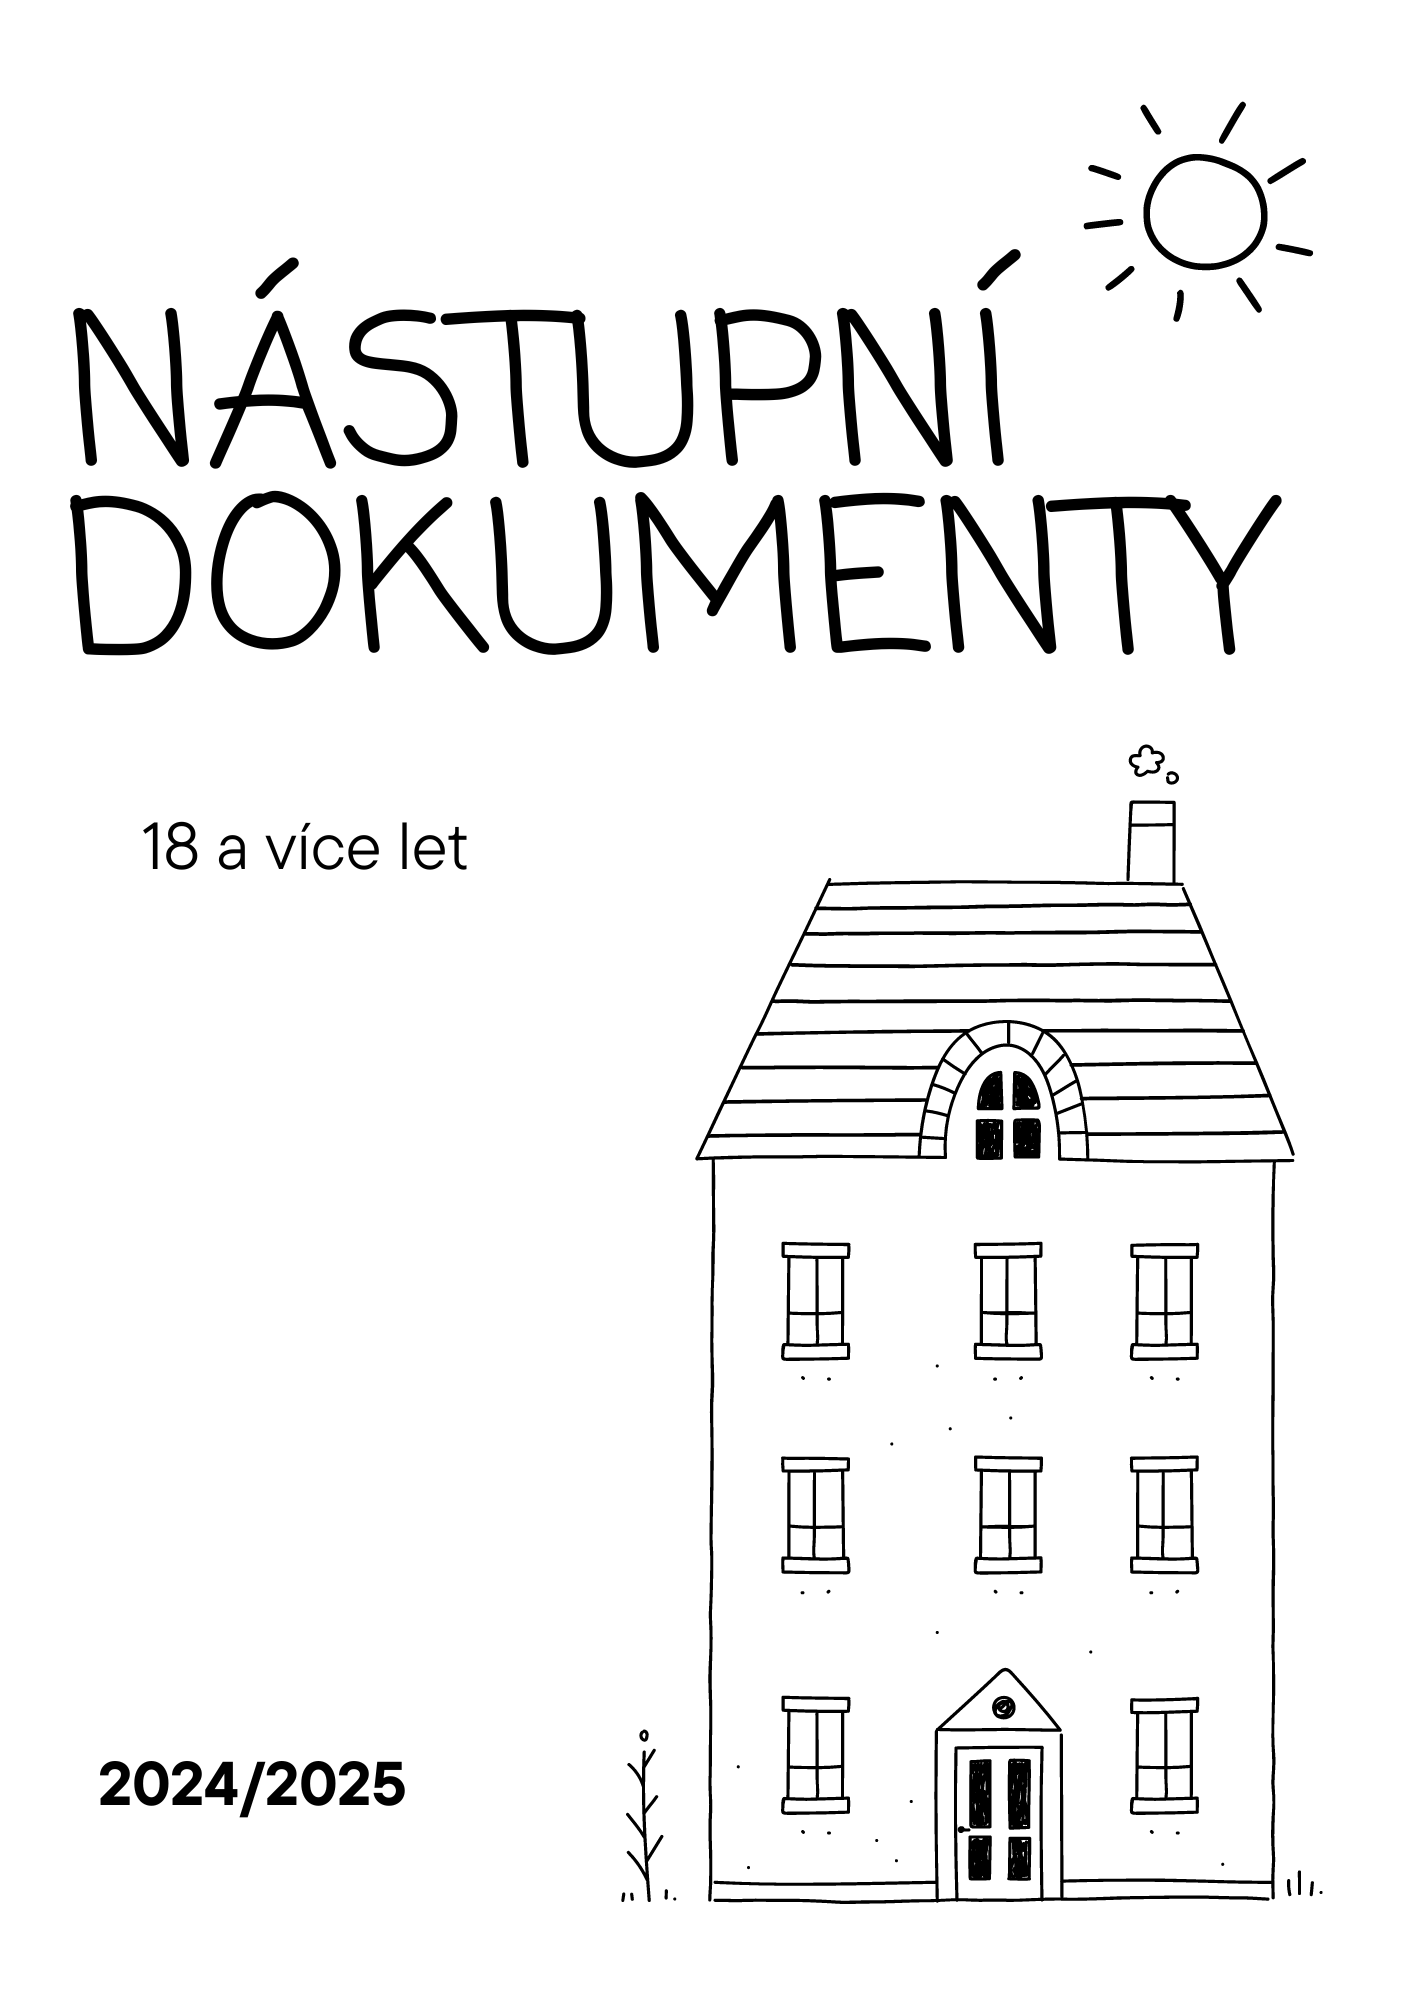 NÁSTUPNÍ
DOKUMENTY
18 a více let
2024/2025